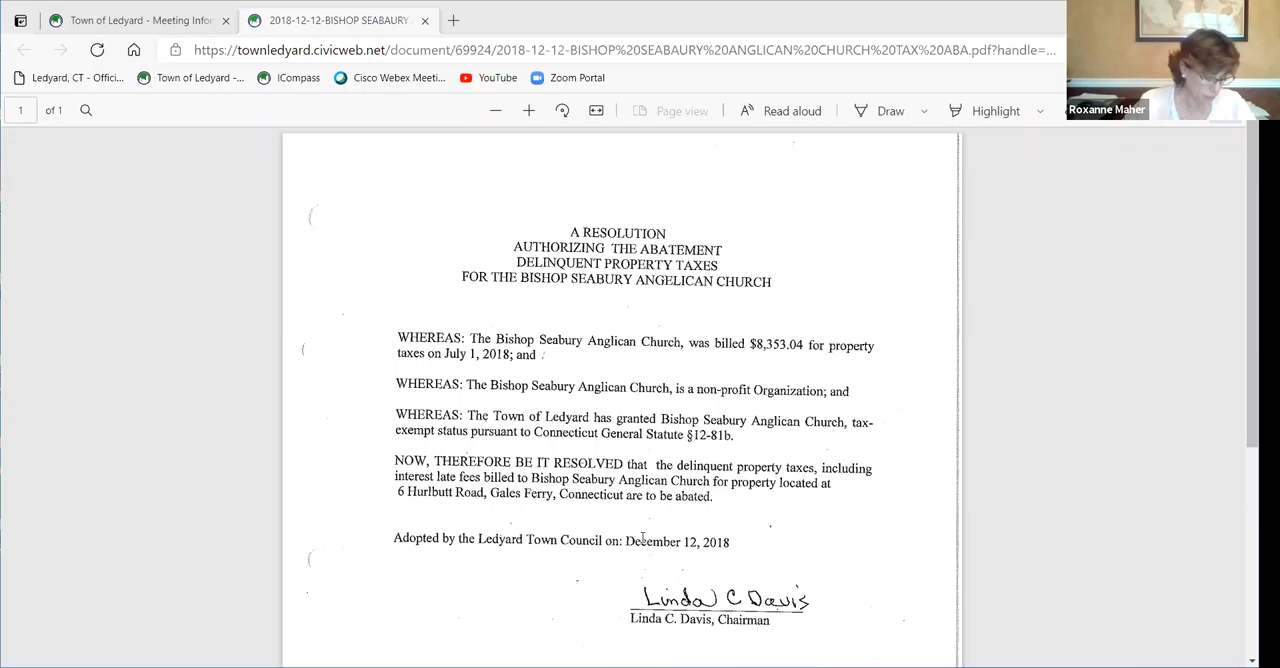 Town of Ledyard - Meeting Infor
2018-12-12-BISHOP SEABAURY
https://townledyard.civicweb.net/document/69924/2018-12-12-BISHOP%20SEABAURY%20ANGLICAN%20CHURCH%20TAX%20ABA.pdf?handle=...
Ledyard, CT - Offici...
Town of Ledyard -...
ICompass
Cisco Webex Meeti...
YouTube
Zoom Portal
1 of 1
Page view
Read aloud
Draw
Highlight
Roxanne Maher
A RESOLUTION
AUTHORIZING THE ABATEMENT
DELINQUENT PROPERTY TAXES
FOR THE BISHOP SEABURY ANGELICAN CHURCH
WHEREAS: The Bishop Seabury Anglican Church, was billed $8,353.04 for property
taxes on July 1, 2018; and
WHEREAS: The Bishop Seabury Anglican Church, is a non-profit Organization; and
WHEREAS: The Town of Ledyard has granted Bishop Seabury Anglican Church, tax-
exempt status pursuant to Connecticut General Statute §12-81b.
NOW, THEREFORE BE IT RESOLVED that the delinquent property taxes, including
interest late fees billed to Bishop Seabury Anglican Church for property located at
6 Hurlbutt Road, Gales Ferry, Connecticut are to be abated.
Adopted by the Ledyard Town Council on: December 12, 2018
Linda C Davis
Linda C. Davis, Chairman